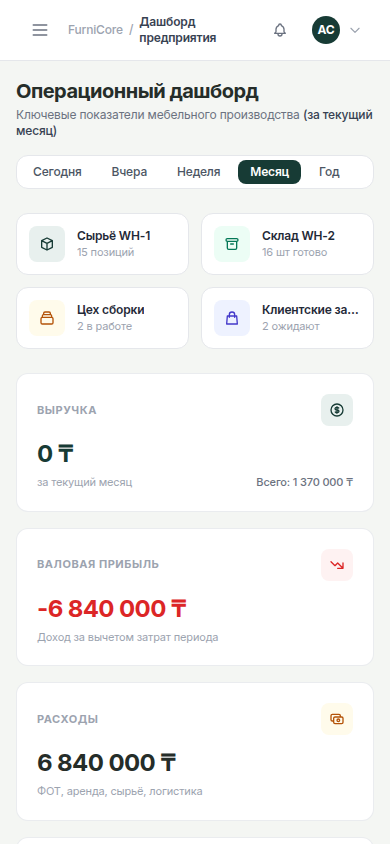 FurniCore / Дашборд предприятия
АС
Операционный дашборд
Ключевые показатели мебельного производства (за текущий месяц)
Сегодня Вчера Неделя Месяц Год
Сырьё WH-1
15 позиций
Склад WH-2
16 шт готово
Цех сборки
2 в работе
Клиентские за...
2 ожидают
ВЫРУЧКА
0 ₸
за текущий месяц Всего: 1 370 000 ₸
ВАЛОВАЯ ПРИБЫЛЬ
-6 840 000 ₸
Доход за вычетом затрат периода
РАСХОДЫ
6 840 000 ₸
ФОТ, аренда, сырьё, логистика